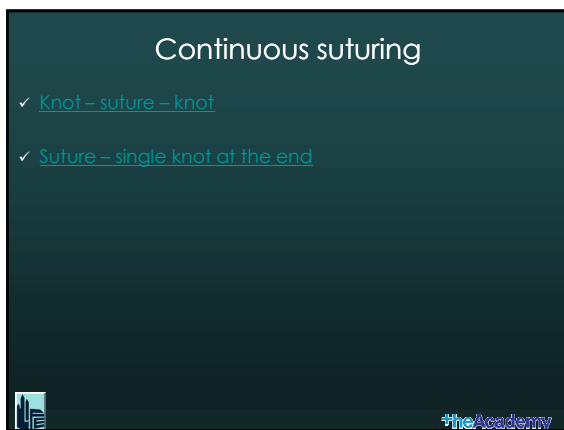 Continuous suturing
✓ Knot – suture – knot
✓ Suture – single knot at the end
theAcademy